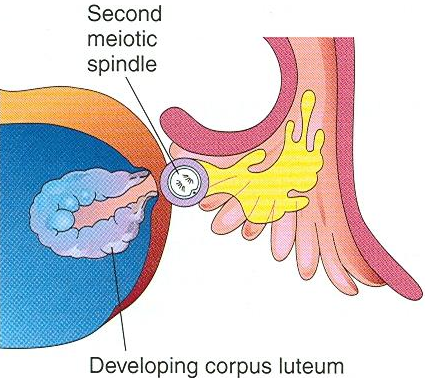 Second
meiotic
spindle
Developing corpus luteum